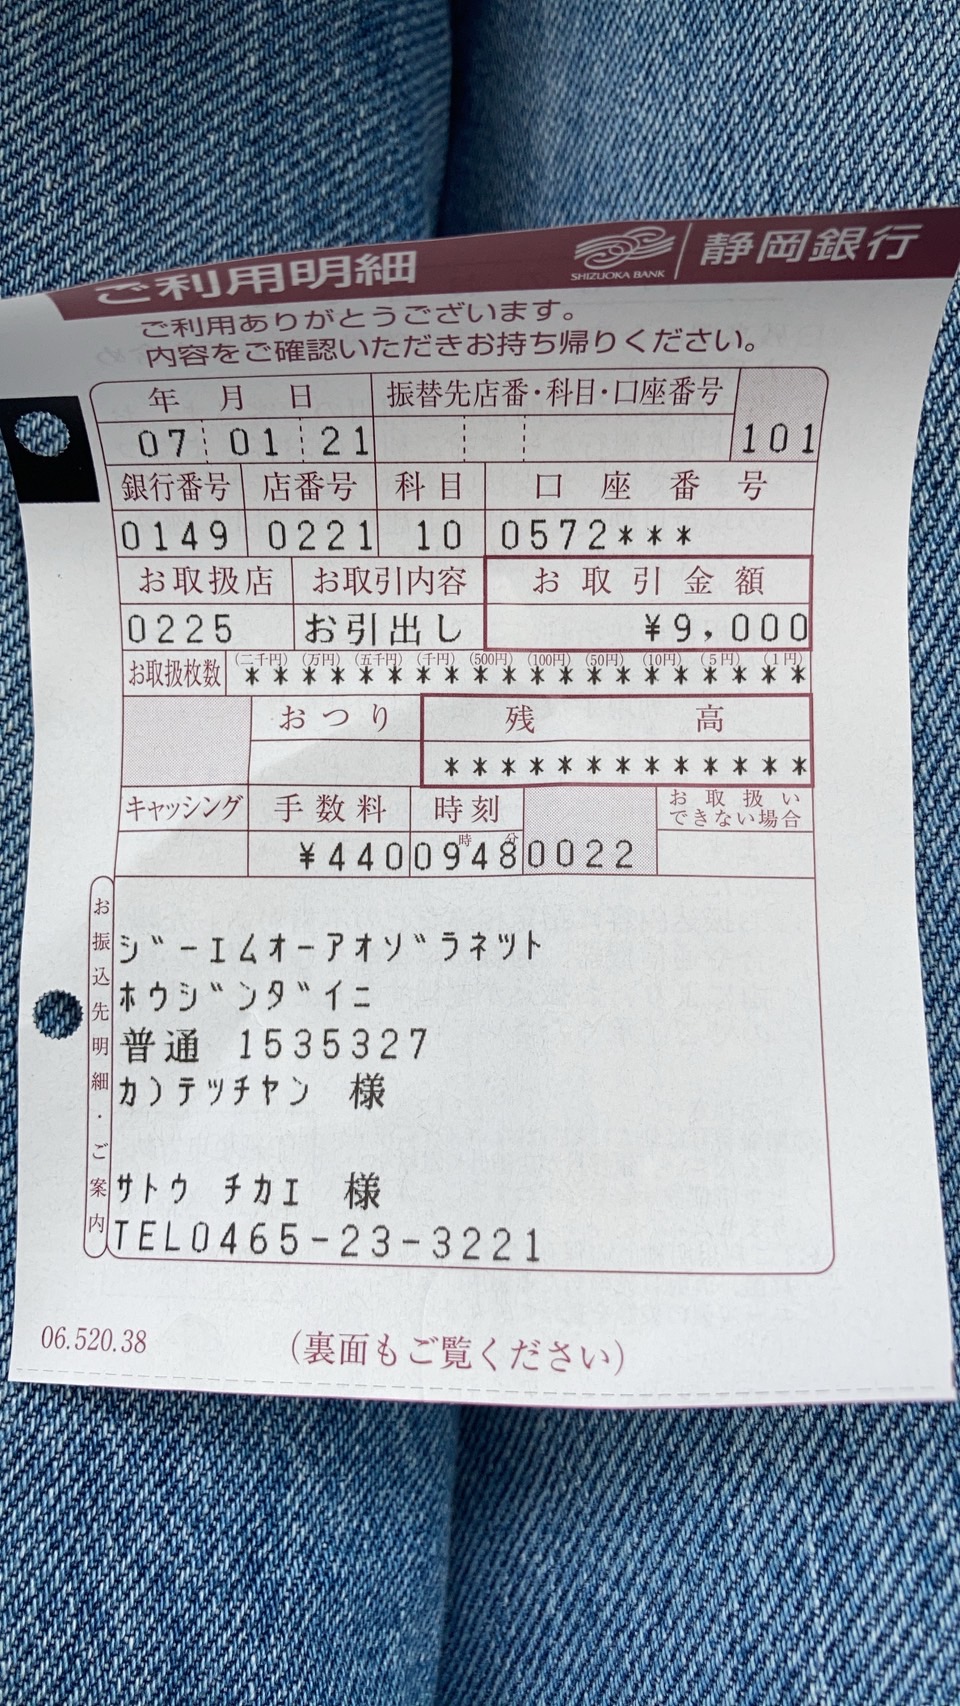 ご利用明細 SHIZUOKA BANK 静岡銀行
ご利用ありがとうございます。
内容をご確認いただきお持ち帰りください。
年 月 日 振替先店番・科目・口座番号
07 01 21 101
銀行番号 店番号 科目 口座番号
0149 0221 10 0572***
お取扱店 お取引内容 お取引金額
0225 お引出し ¥9,000
お取扱枚数 (二千円) (万円) (五千円) (千円) (500円) (100円) (50円) (10円) (5円) (1円)
********************
おつり 残高
*************
キャッシング 手数料 時刻 お取扱いできない場合
¥440 09時48分 0022
お振込先明細・ご案内
ジーエムオーアオゾラネット
ホウジンダイニ
普通 1535327
カ)テツチヤン 様
サトウ チカエ 様
TEL0465-23-3221
06.520.38 (裏面もご覧ください)